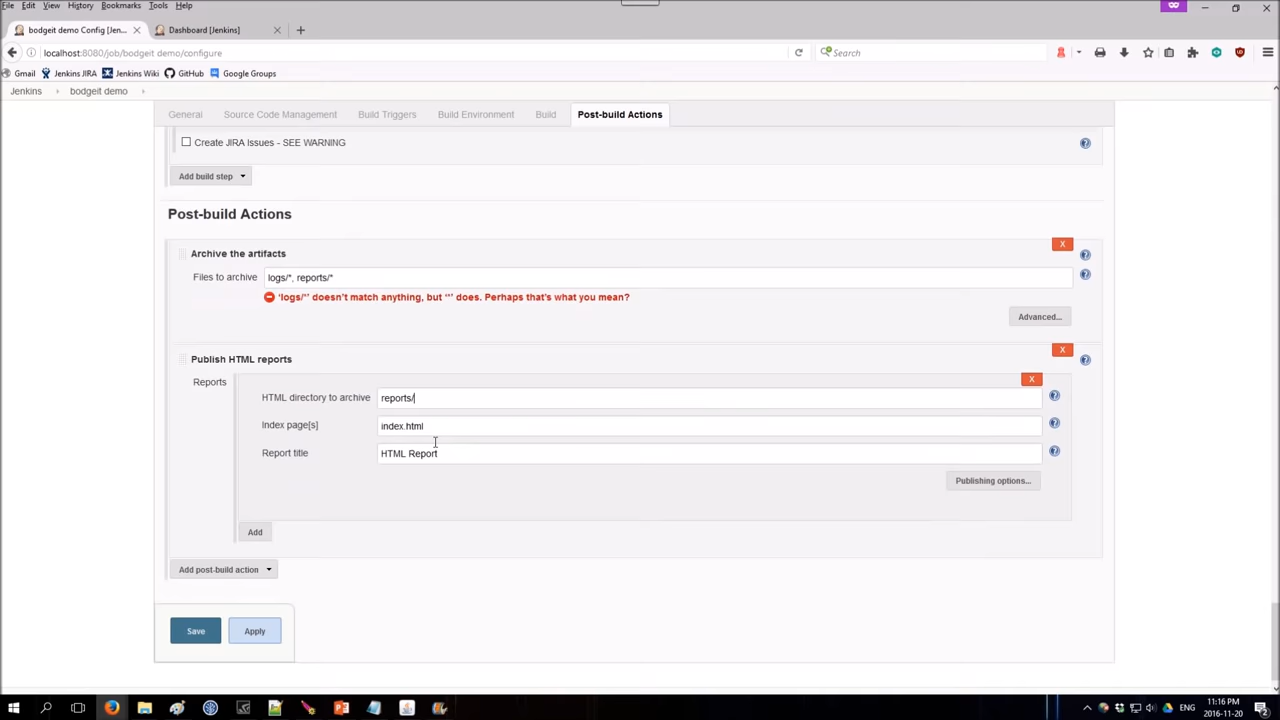 File Edit View History Bookmarks Tools Help
bodgeit demo Config [Jen... Dashboard [Jenkins]
localhost:8080/job/bodgeit demo/configure Search
Gmail Jenkins JIRA Jenkins Wiki GitHub Google Groups
Jenkins bodgeit demo
General Source Code Management Build Triggers Build Environment Build Post-build Actions
Create JIRA Issues - SEE WARNING
Add build step
Post-build Actions
X
Archive the artifacts
Files to archive logs/*, reports/*
'logs/*' doesn't match anything, but '*' does. Perhaps that's what you mean?
Advanced...
X
Publish HTML reports
Reports X
HTML directory to archive reports/
Index page[s] index.html
Report title HTML Report
Publishing options...
Add
Add post-build action
Save Apply
ENG 11:16 PM
2016-11-20